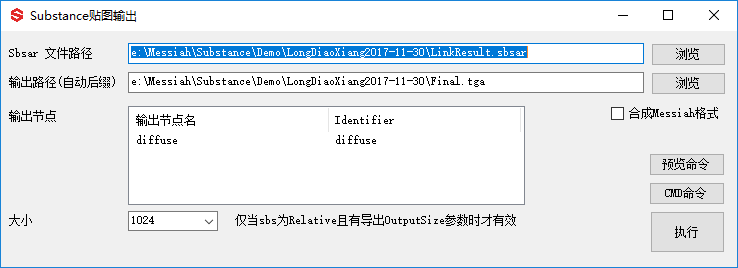 Substance贴图输出
Sbsar 文件路径 e:\Messiah\Substance\Demo\LongDiaoXiang2017-11-30\LinkResult.sbsar 浏览
输出路径(自动后缀) e:\Messiah\Substance\Demo\LongDiaoXiang2017-11-30\Final.tga 浏览
输出节点 输出节点名 Identifier 合成Messiah格式
diffuse diffuse
预览命令
CMD命令
大小 1024 仅当sbs为Relative且有导出OutputSize参数时才有效 执行